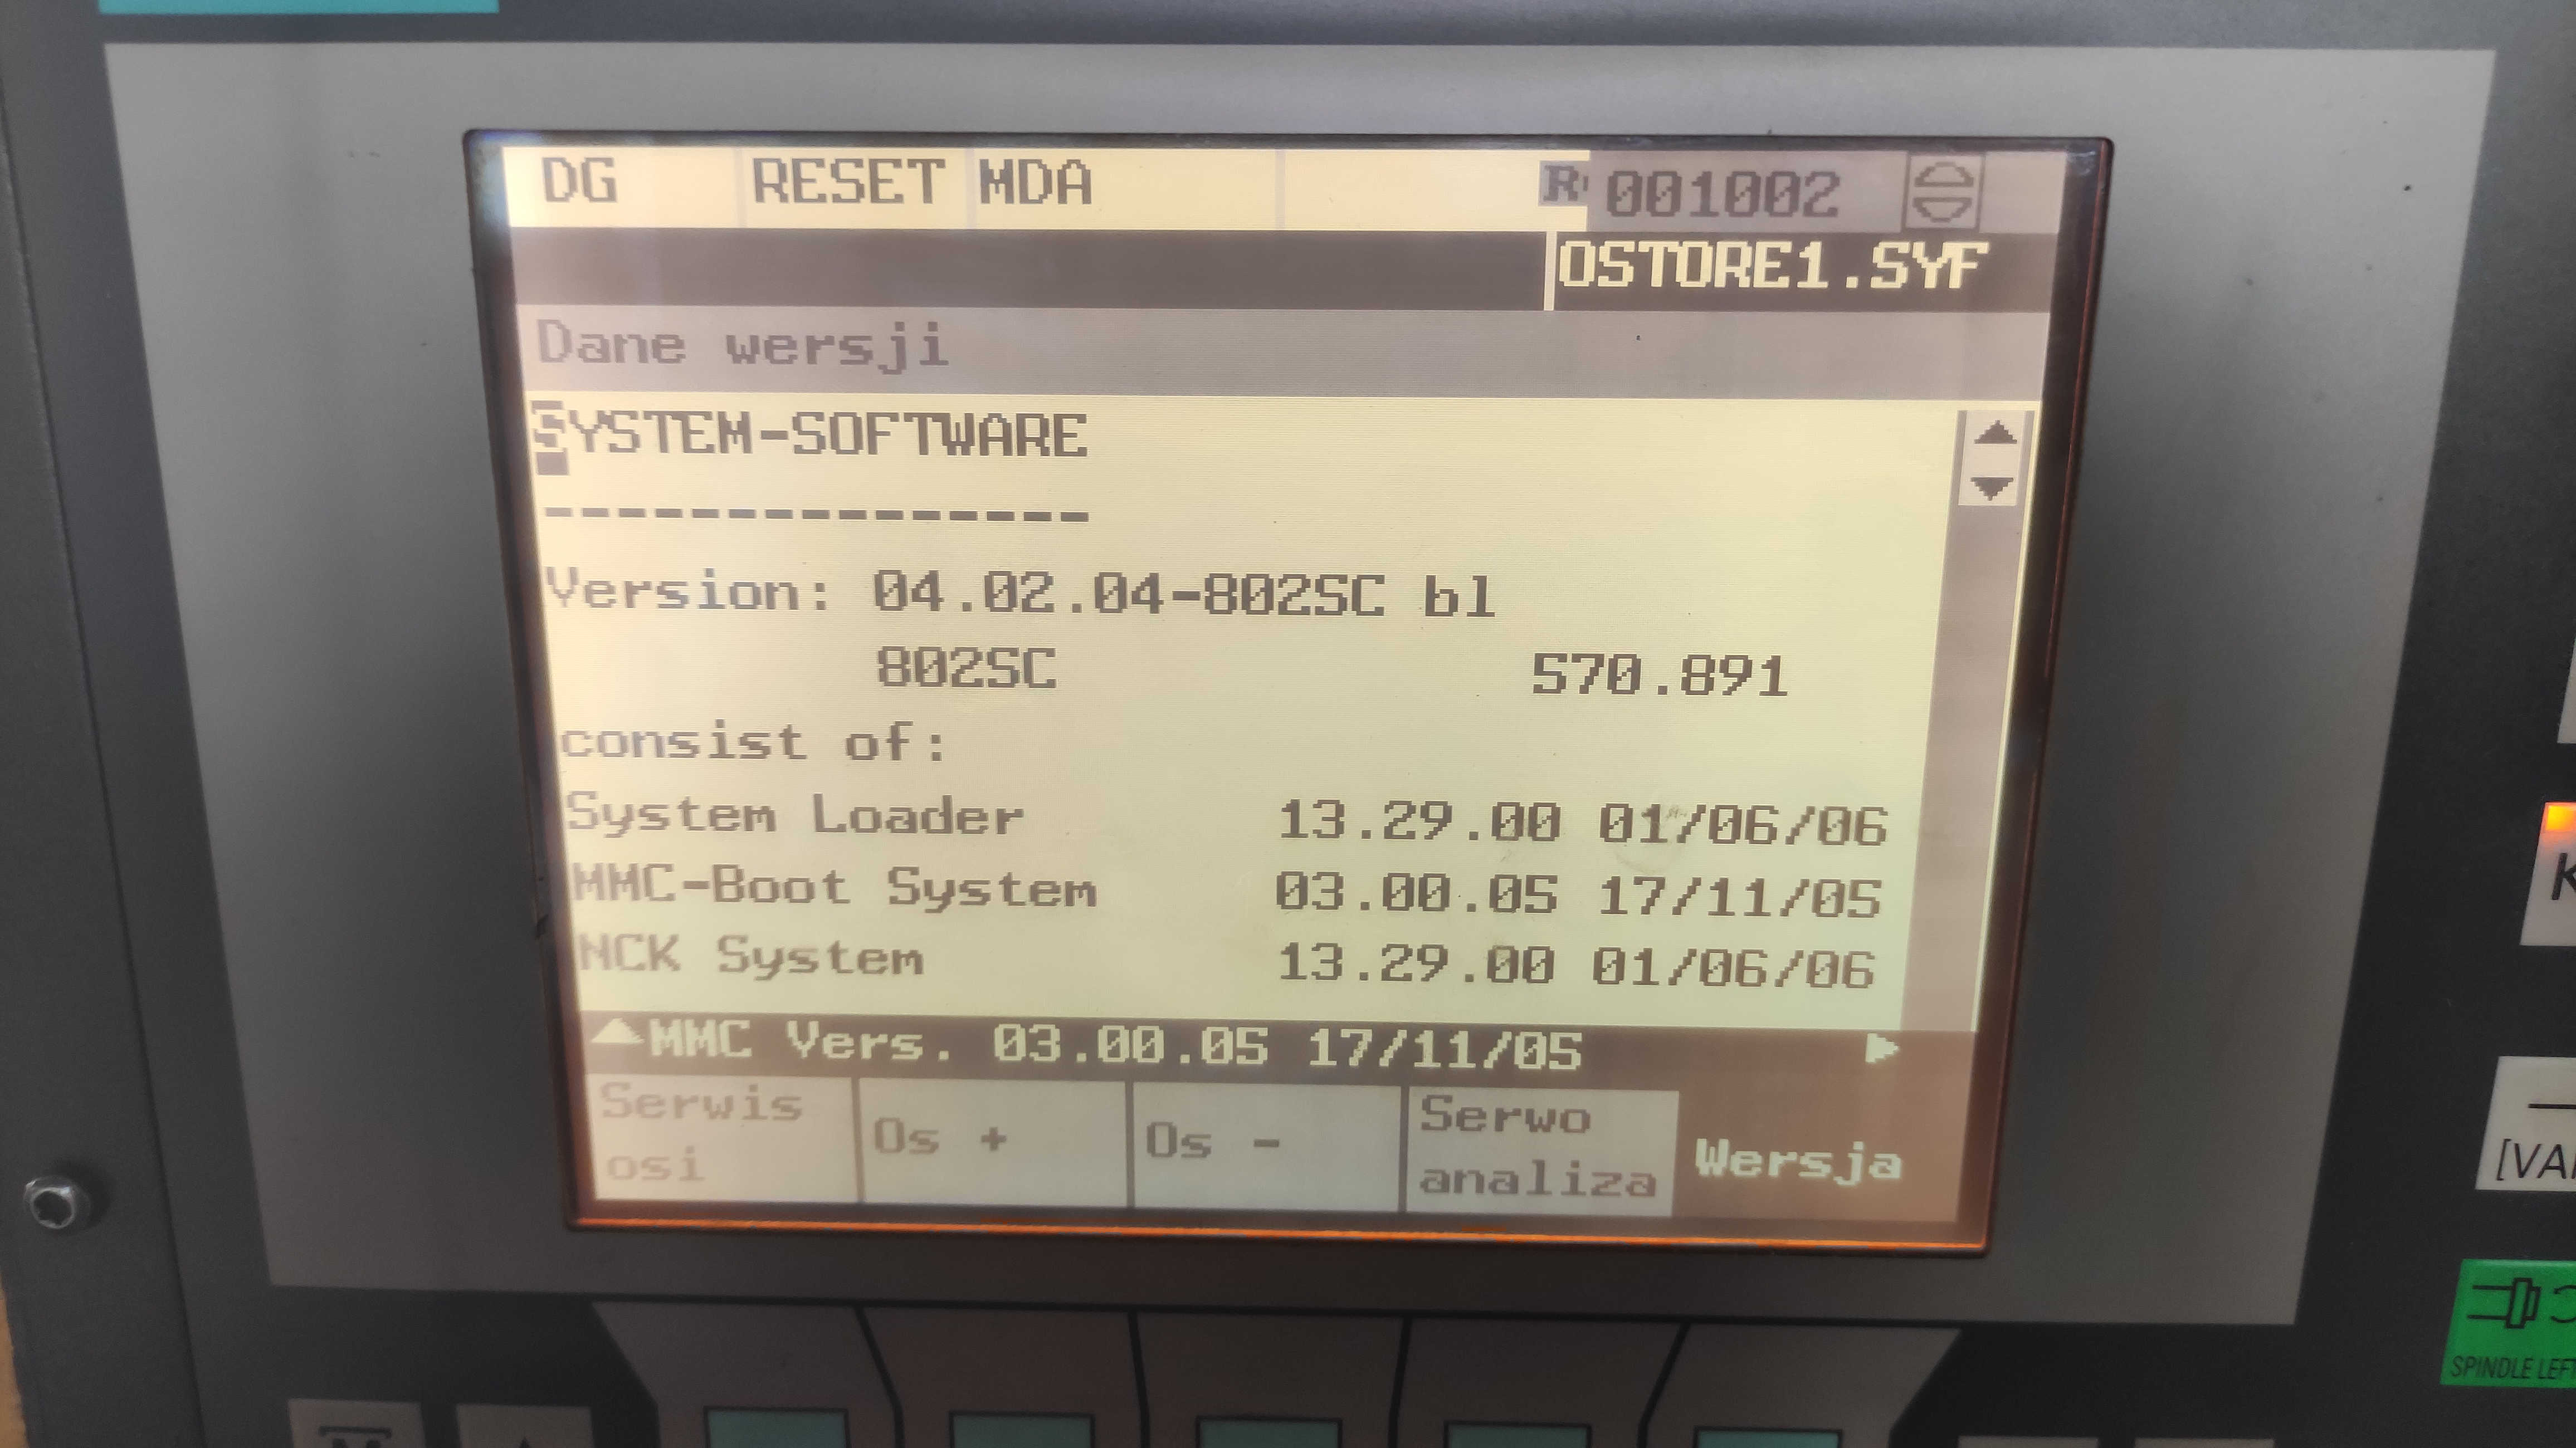 DG RESET MDA R 001002
OSTORE1.SYF
Dane wersji
SYSTEM-SOFTWARE
---------------
Version: 04.02.04-802SC bl
802SC 570.891
consist of:
System Loader 13.29.00 01/06/06
MMC-Boot System 03.00.05 17/11/05
NCK System 13.29.00 01/06/06
MMC Vers. 03.00.05 17/11/05
Serwis osi
Os +
Os -
Serwo analiza
Wersja
K
[VA
SPINDLE LEFT
M